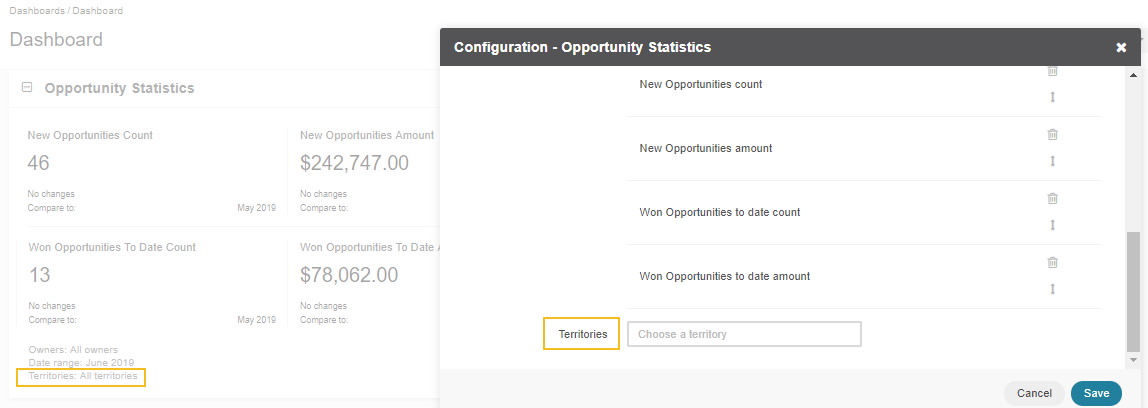 Dashboards / Dashboard
Dashboard
Opportunity Statistics
New Opportunities Count
New Opportunities Amount
46
$242,747.00
No changes
No changes
Compare to:
May 2019
Compare to:
Won Opportunities To Date Count
Won Opportunities To Date A
13
$78,062.00
No changes
No changes
Compare to:
May 2019
Compare to:
Owners: All owners
Date range: June 2019
Territories: All territories
Configuration - Opportunity Statistics
New Opportunities count
New Opportunities amount
Won Opportunities to date count
Won Opportunities to date amount
Territories
Choose a territory
Cancel
Save